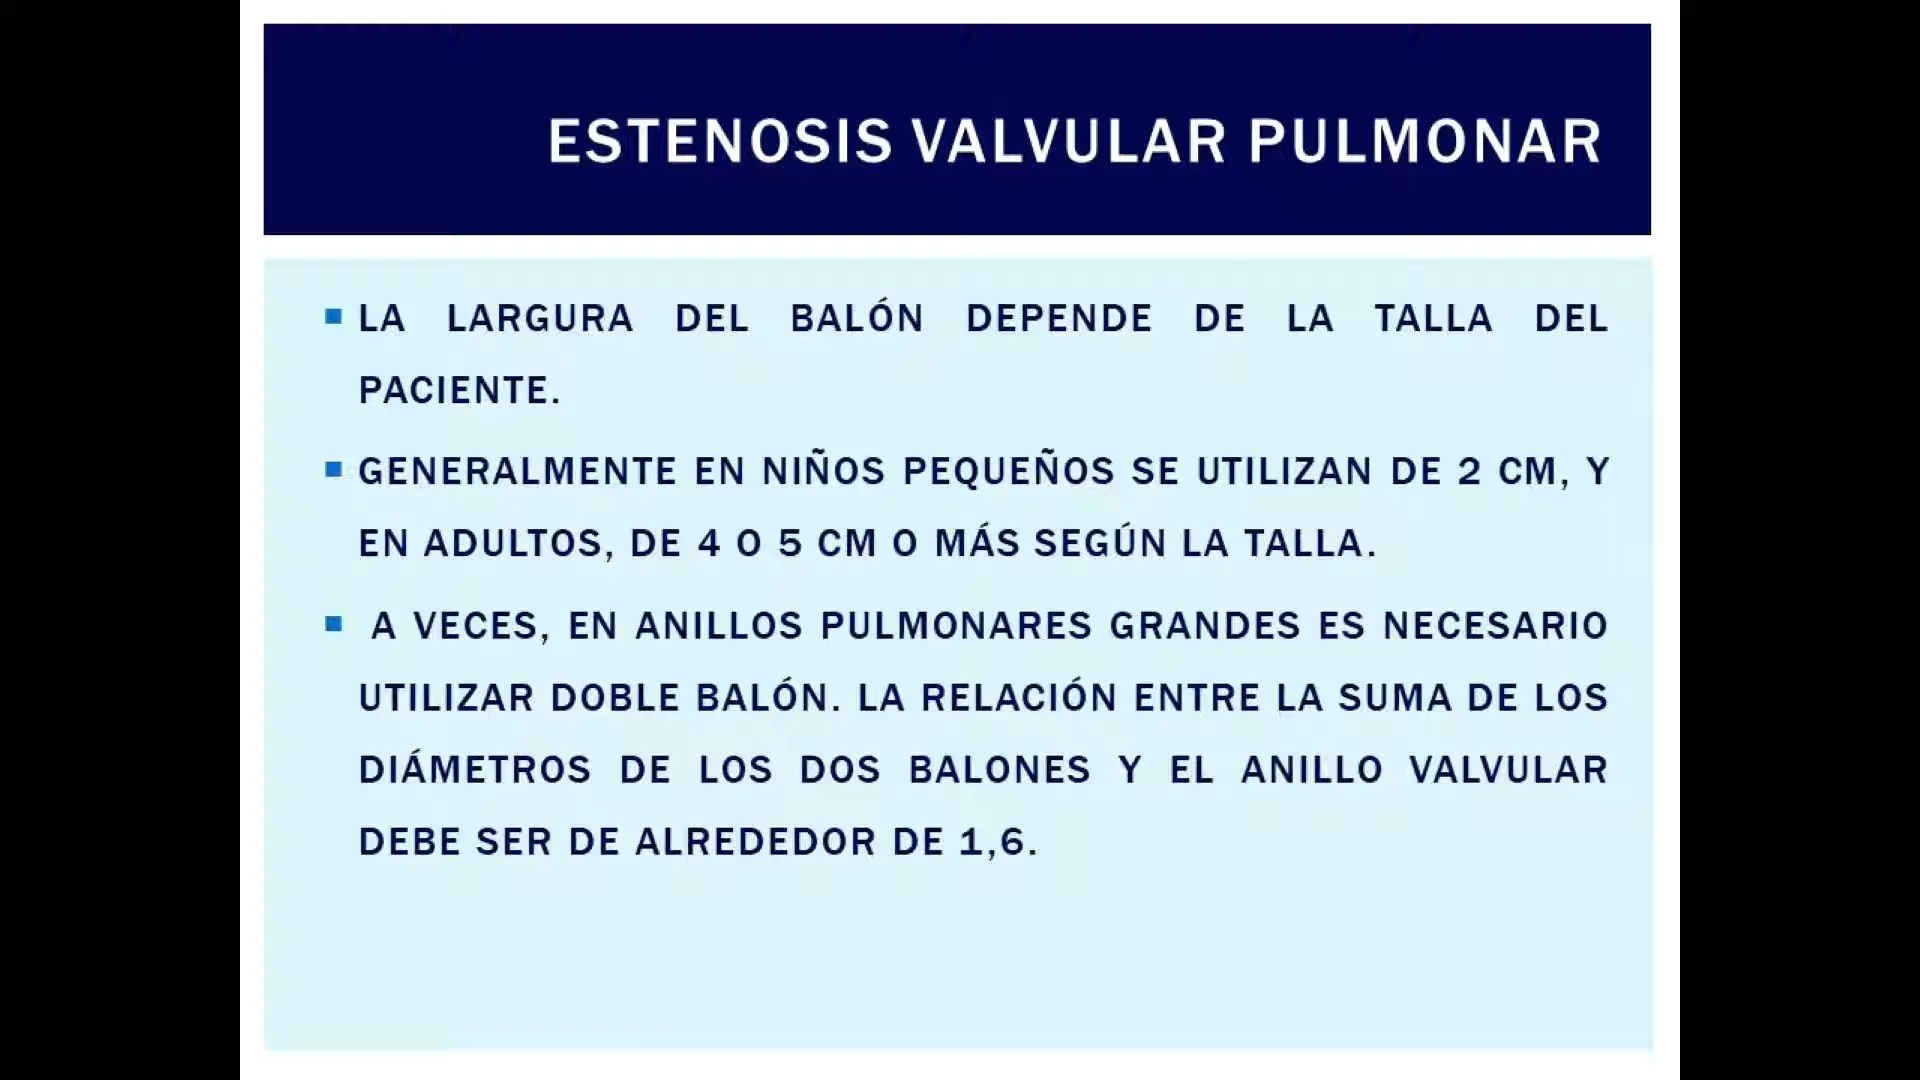 ESTENOSIS VALVULAR PULMONAR
LA LARGURA DEL BALÓN DEPENDE DE LA TALLA DEL
PACIENTE.
GENERALMENTE EN NIÑOS PEQUEÑOS SE UTILIZAN DE 2 CM, Y
EN ADULTOS, DE 4 O 5 CM O MÁS SEGÚN LA TALLA.
A VECES, EN ANILLOS PULMONARES GRANDES ES NECESARIO
UTILIZAR DOBLE BALÓN. LA RELACIÓN ENTRE LA SUMA DE LOS
DIÁMETROS DE LOS DOS BALONES Y EL ANILLO VALVULAR
DEBE SER DE ALREDEDOR DE 1,6.